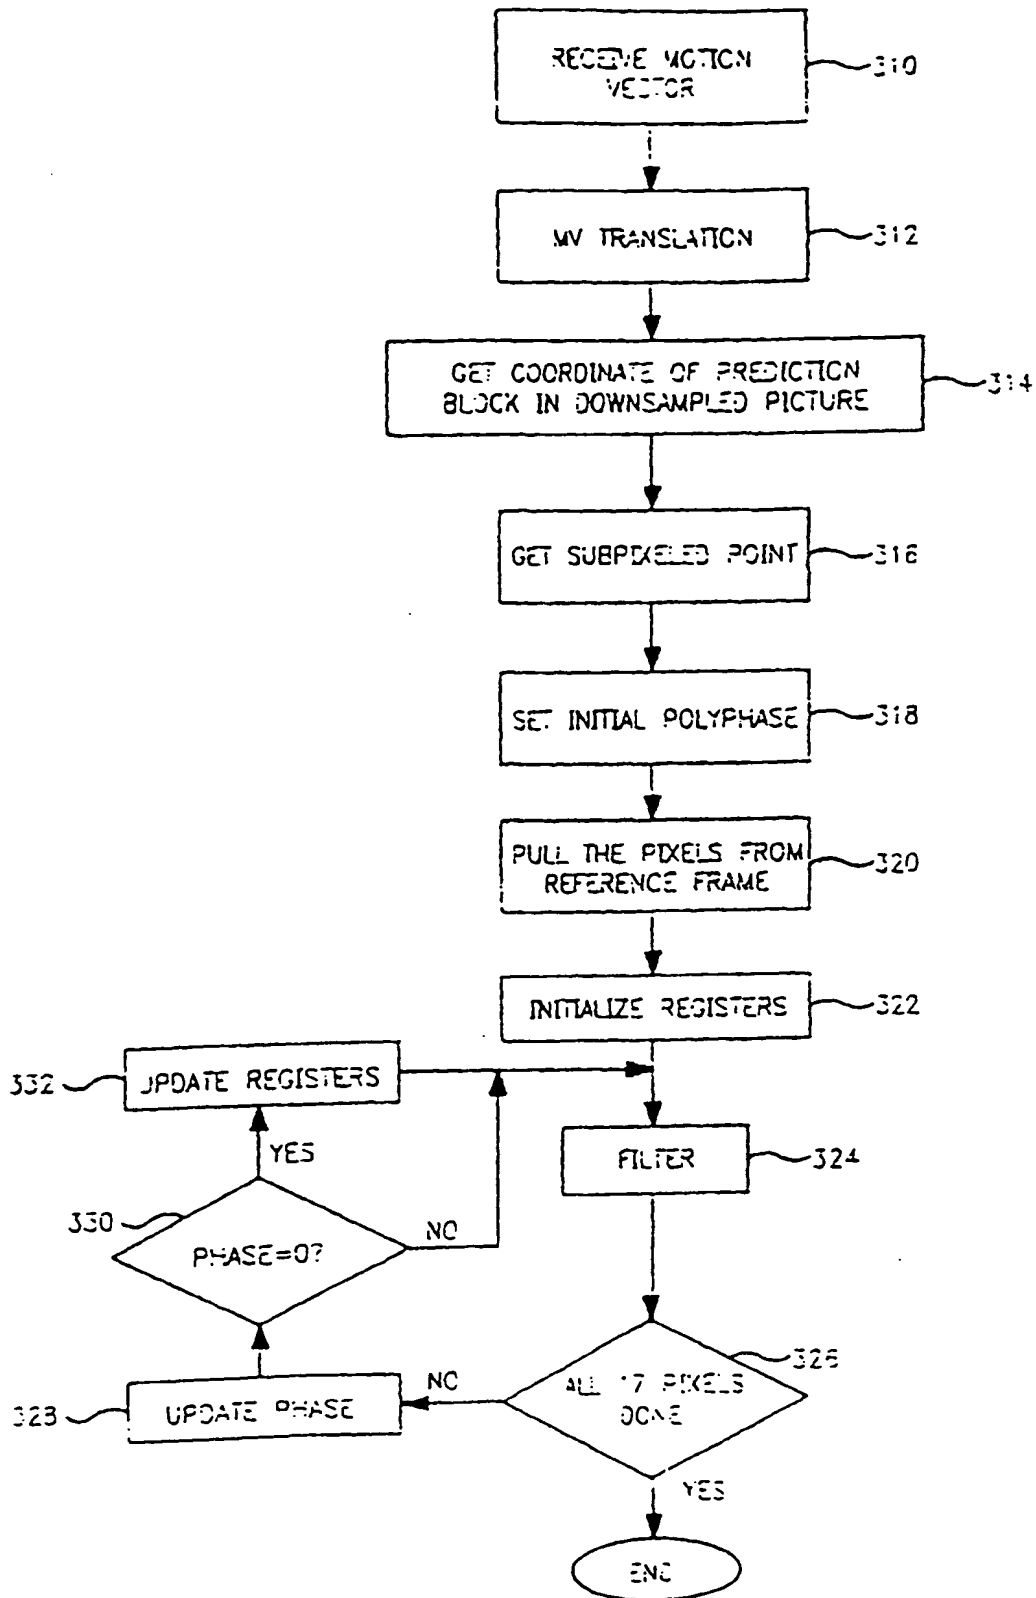 RECEIVE MOTION
VECTOR
310
MV TRANSLATION
312
GET COORDINATE OF PREDICTION
BLOCK IN DOWNSAMPLED PICTURE
314
GET SUBPIXELED POINT
316
SET INITIAL POLYPHASE
318
PULL THE PIXELS FROM
REFERENCE FRAME
320
INITIALIZE REGISTERS
322
332
UPDATE REGISTERS
YES
FILTER
324
330
PHASE=0?
NO
326
ALL 17 PIXELS
DONE
NO
328
UPDATE PHASE
YES
END